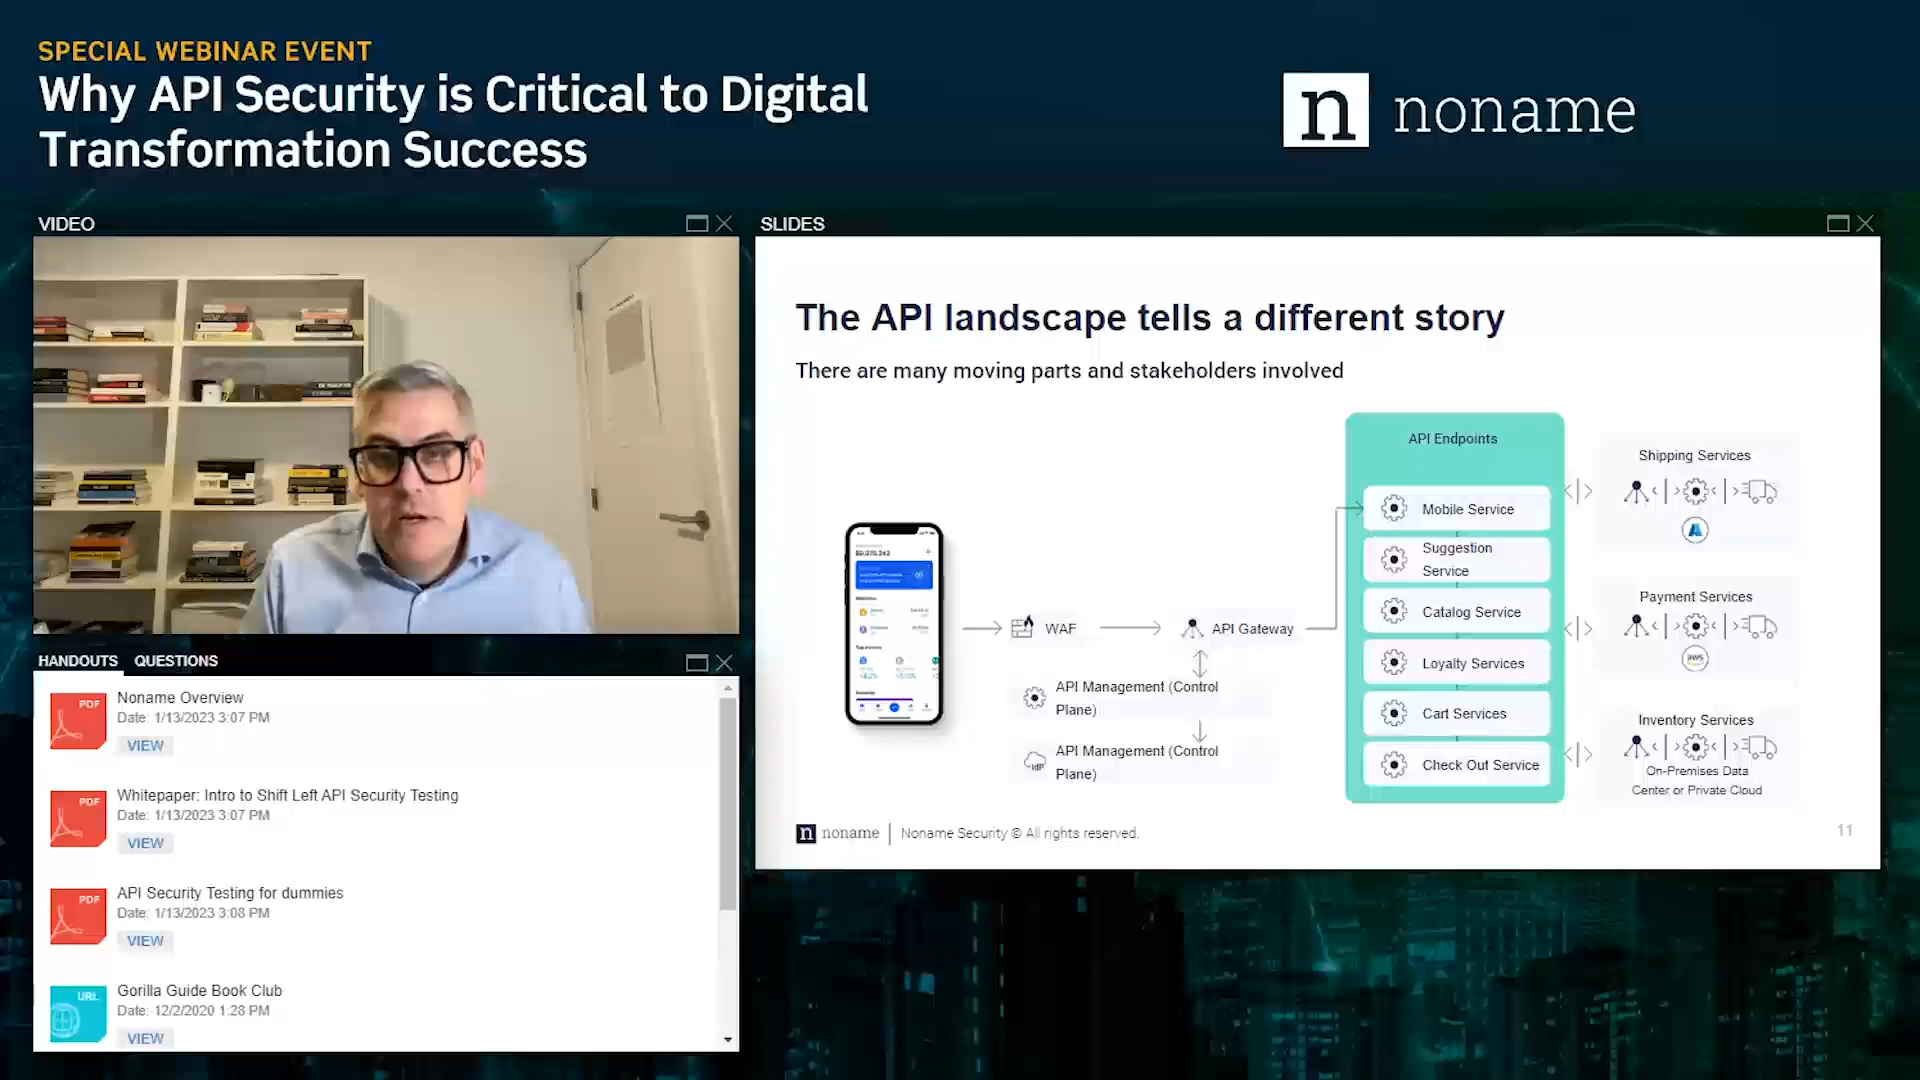 SPECIAL WEBINAR EVENT
Why API Security is Critical to Digital
Transformation Success
n noname
VIDEO
SLIDES
The API landscape tells a different story
There are many moving parts and stakeholders involved
WAF
API Gateway
API Management (Control
Plane)
API Management (Control
Plane)
IdP
API Endpoints
Mobile Service
Suggestion
Service
Catalog Service
Loyalty Services
Cart Services
Check Out Service
Shipping Services
Payment Services
aws
Inventory Services
On-Premises Data
Center or Private Cloud
n noname
Noname Security © All rights reserved.
11
HANDOUTS QUESTIONS
PDF
Noname Overview
Date: 1/13/2023 3:07 PM
VIEW
PDF
Whitepaper: Intro to Shift Left API Security Testing
Date: 1/13/2023 3:07 PM
VIEW
PDF
API Security Testing for dummies
Date: 1/13/2023 3:08 PM
VIEW
URL
Gorilla Guide Book Club
Date: 12/2/2020 1:28 PM
VIEW